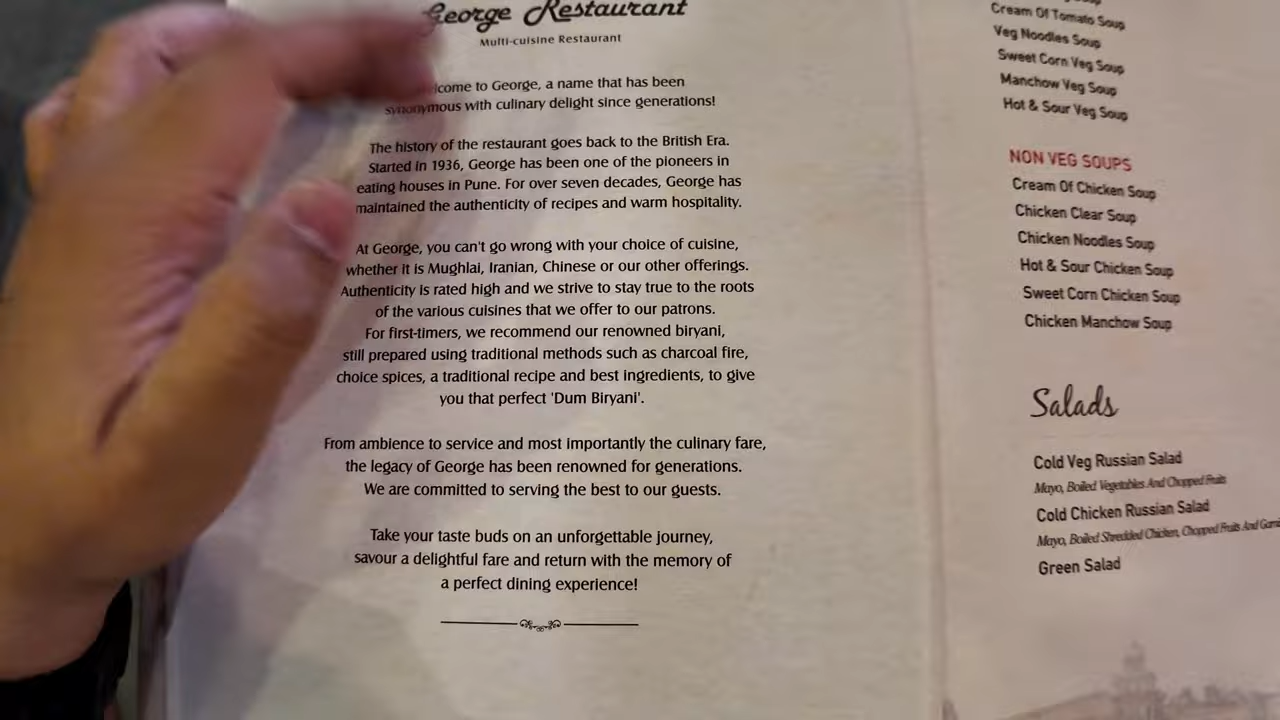 George Restaurant
Multi-cuisine Restaurant
lcome to George, a name that has been
synonymous with culinary delight since generations!
The history of the restaurant goes back to the British Era.
Started in 1936, George has been one of the pioneers in
eating houses in Pune. For over seven decades, George has
maintained the authenticity of recipes and warm hospitality.
At George, you can't go wrong with your choice of cuisine,
whether it is Mughlai, Iranian, Chinese or our other offerings.
Authenticity is rated high and we strive to stay true to the roots
of the various cuisines that we offer to our patrons.
For first-timers, we recommend our renowned biryani,
still prepared using traditional methods such as charcoal fire,
choice spices, a traditional recipe and best ingredients, to give
you that perfect 'Dum Biryani'.
From ambience to service and most importantly the culinary fare,
the legacy of George has been renowned for generations.
We are committed to serving the best to our guests.
Take your taste buds on an unforgettable journey,
savour a delightful fare and return with the memory of
a perfect dining experience!
Cream Of Tomato Soup
Veg Noodles Soup
Sweet Corn Veg Soup
Manchow Veg Soup
Hot & Sour Veg Soup
NON VEG SOUPS
Cream Of Chicken Soup
Chicken Clear Soup
Chicken Noodles Soup
Hot & Sour Chicken Soup
Sweet Corn Chicken Soup
Chicken Manchow Soup
Salads
Cold Veg Russian Salad
Mayo, Boiled Vegetables And Chopped Fruits
Cold Chicken Russian Salad
Mayo, Boiled Shredded Chicken, Chopped Fruits And
Green Salad